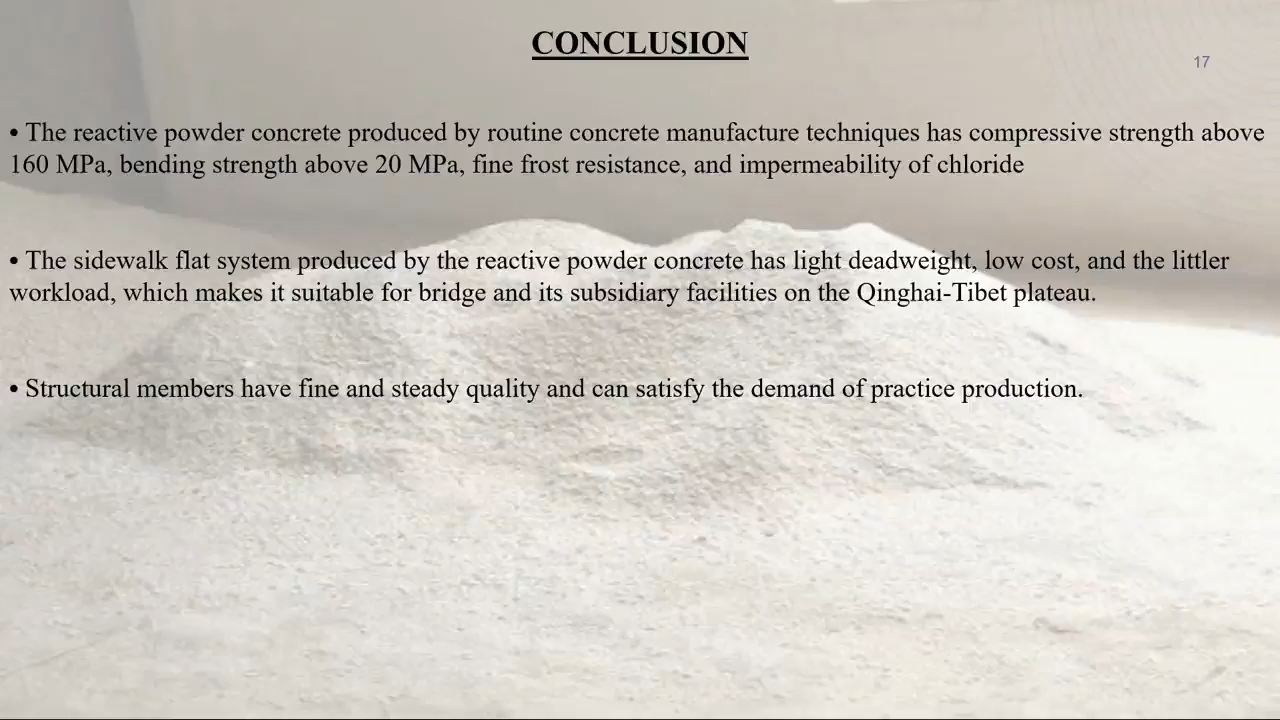 CONCLUSION
17
• The reactive powder concrete produced by routine concrete manufacture techniques has compressive strength above
160 MPa, bending strength above 20 MPa, fine frost resistance, and impermeability of chloride
• The sidewalk flat system produced by the reactive powder concrete has light deadweight, low cost, and the littler
workload, which makes it suitable for bridge and its subsidiary facilities on the Qinghai-Tibet plateau.
• Structural members have fine and steady quality and can satisfy the demand of practice production.